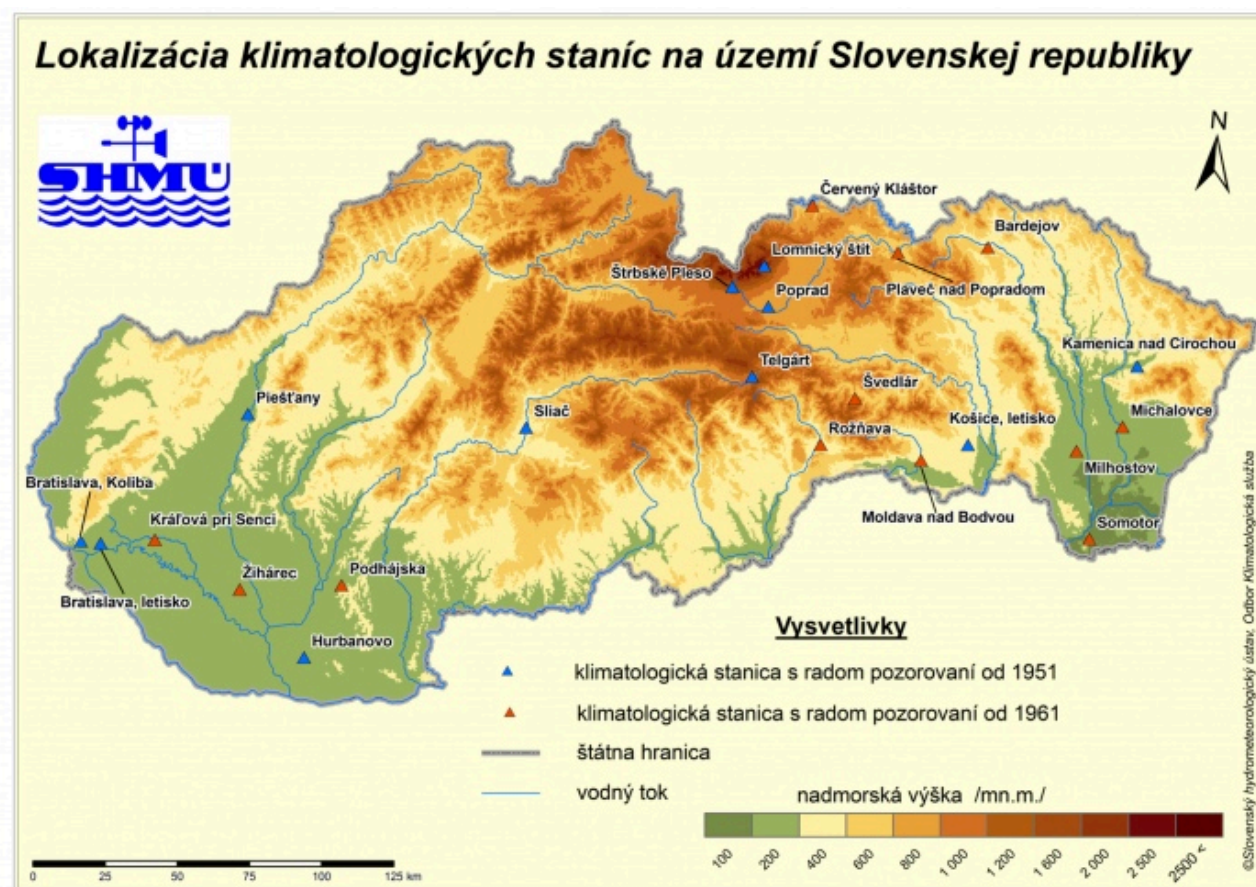 Lokalizácia klimatologických staníc na území Slovenskej republiky
SHMÚ
N
Červený Kláštor
Bardejov
Lomnický štít
Štrbské Pleso
Poprad
Plaveč nad Popradom
Kamenica nad Cirochou
Telgárt
Švedlár
Piešťany
Sliač
Michalovce
Košice, letisko
Rožňava
Bratislava, Koliba
Milhostov
Kráľová pri Senci
Moldava nad Bodvou
Somotor
Žihárec
Podhájska
Bratislava, letisko
Hurbanovo
Vysvetlivky
klimatologická stanica s radom pozorovaní od 1951
klimatologická stanica s radom pozorovaní od 1961
štátna hranica
vodný tok
nadmorská výška /mn.m./
100 200 400 600 800 1 000 1 200 1 600 2 000 2 500 2500 <
0 25 50 75 100 125 km
©Slovenský hydrometeorologický ústav, Odbor Klimatologická služba